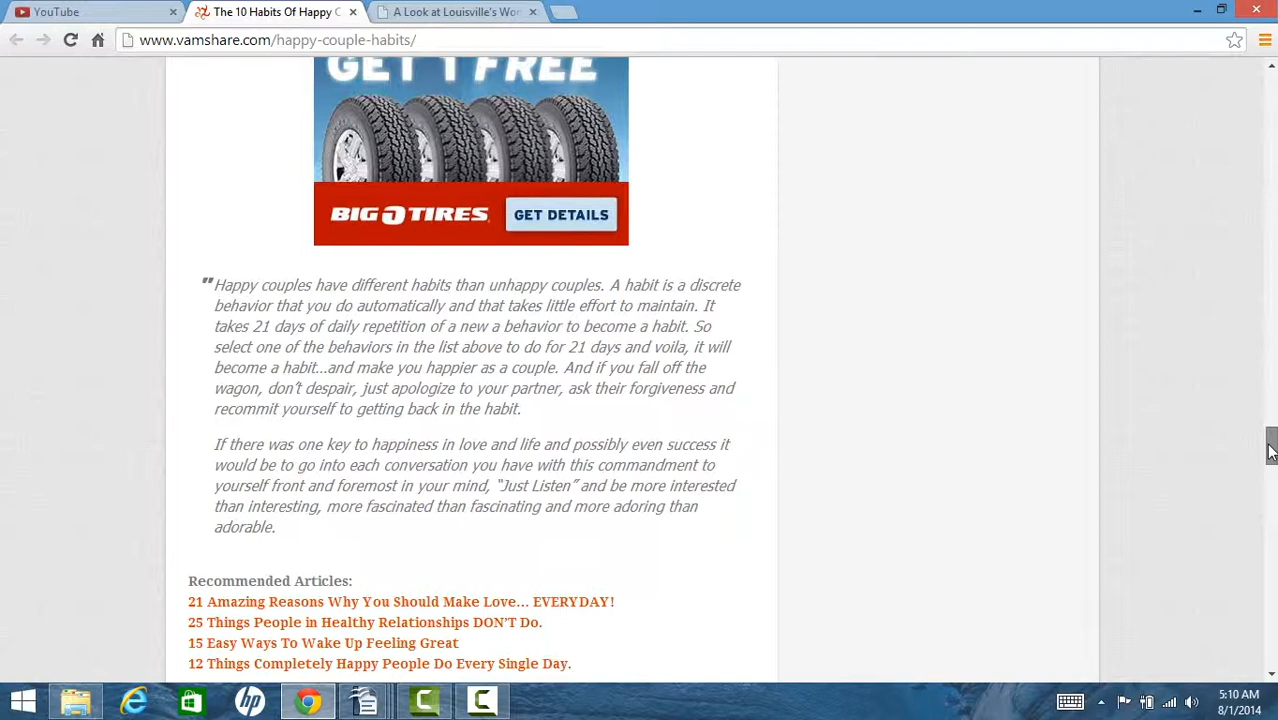 YouTube
The 10 Habits Of Happy C
A Look at Louisville's Wor
www.vamshare.com/happy-couple-habits/
GET 1 FREE
BIG O TIRES
GET DETAILS
"Happy couples have different habits than unhappy couples. A habit is a discrete
behavior that you do automatically and that takes little effort to maintain. It
takes 21 days of daily repetition of a new a behavior to become a habit. So
select one of the behaviors in the list above to do for 21 days and voila, it will
become a habit…and make you happier as a couple. And if you fall off the
wagon, don't despair, just apologize to your partner, ask their forgiveness and
recommit yourself to getting back in the habit.
If there was one key to happiness in love and life and possibly even success it
would be to go into each conversation you have with this commandment to
yourself front and foremost in your mind, "Just Listen" and be more interested
than interesting, more fascinated than fascinating and more adoring than
adorable.
Recommended Articles:
21 Amazing Reasons Why You Should Make Love… EVERYDAY!
25 Things People in Healthy Relationships DON'T Do.
15 Easy Ways To Wake Up Feeling Great
12 Things Completely Happy People Do Every Single Day.
hp
5:10 AM
8/1/2014